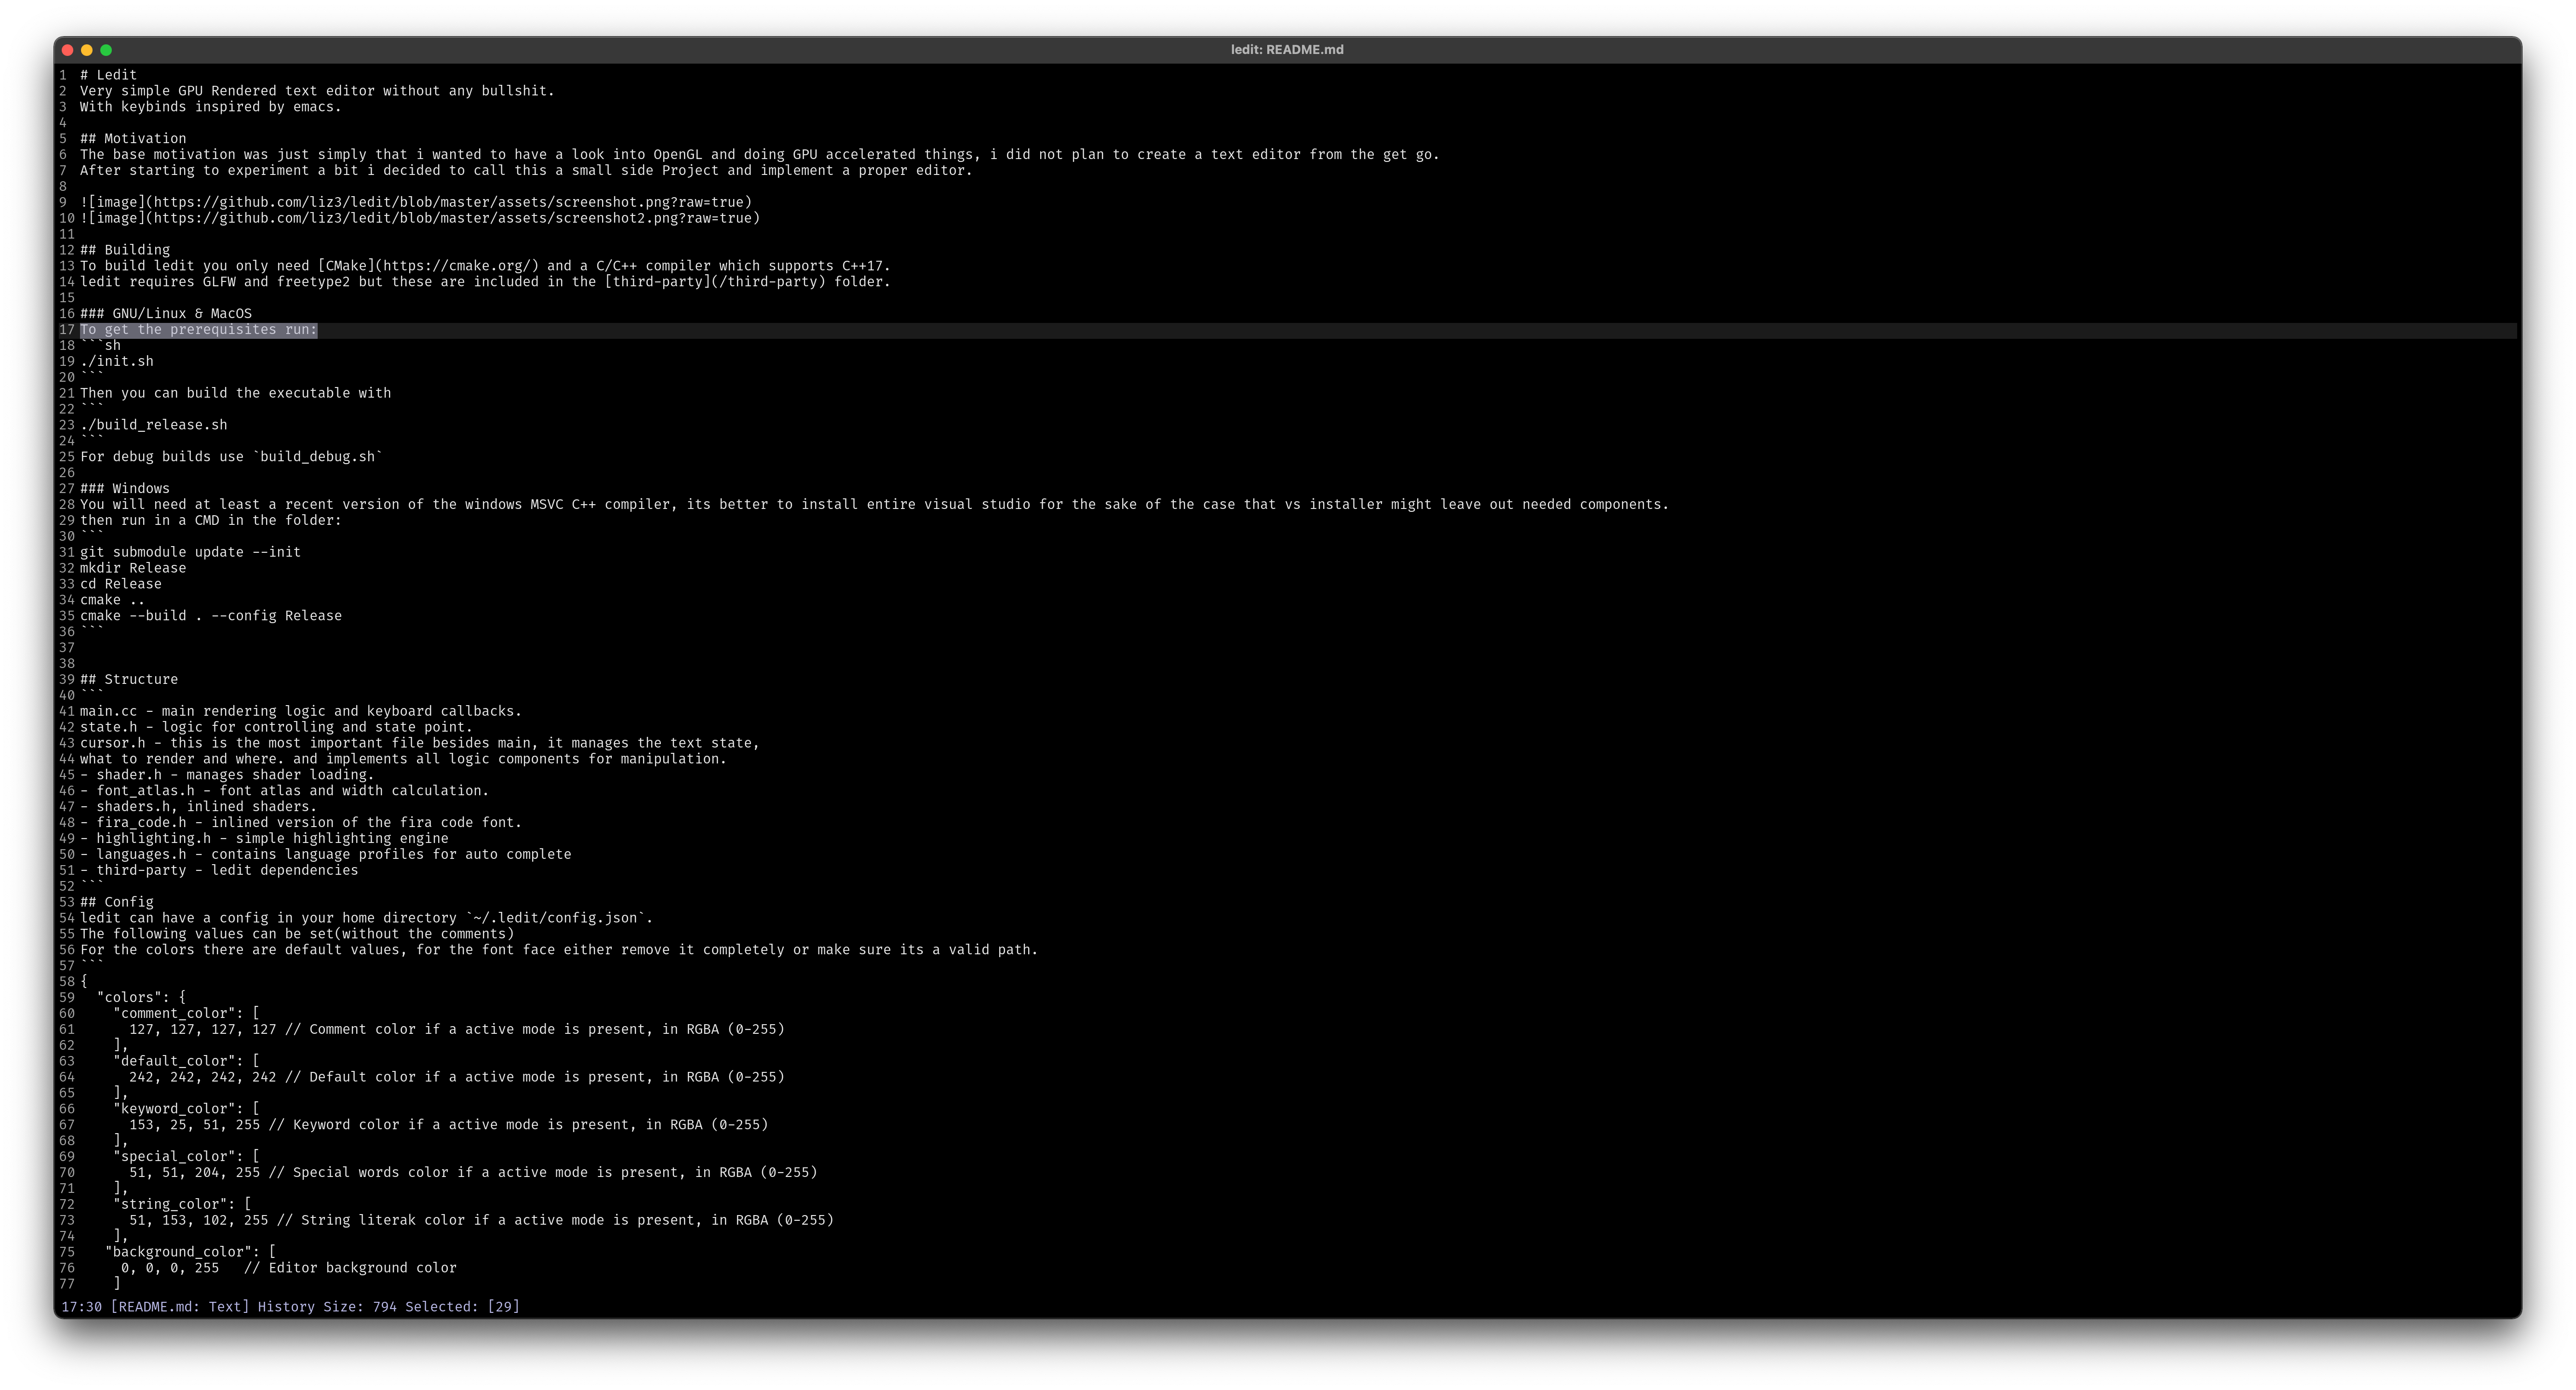 ledit: README.md
1 # Ledit
2 Very simple GPU Rendered text editor without any bullshit.
3 With keybinds inspired by emacs.
4
5 ## Motivation
6 The base motivation was just simply that i wanted to have a look into OpenGL and doing GPU accelerated things, i did not plan to create a text editor from the get go.
7 After starting to experiment a bit i decided to call this a small side Project and implement a proper editor.
8
9 ![image](https://github.com/liz3/ledit/blob/master/assets/screenshot.png?raw=true)
10 ![image](https://github.com/liz3/ledit/blob/master/assets/screenshot2.png?raw=true)
11
12 ## Building
13 To build ledit you only need [CMake](https://cmake.org/) and a C/C++ compiler which supports C++17.
14 ledit requires GLFW and freetype2 but these are included in the [third-party](/third-party) folder.
15
16 ### GNU/Linux & MacOS
17 To get the prerequisites run:
18 ```sh
19 ./init.sh
20 ```
21 Then you can build the executable with
22 ```
23 ./build_release.sh
24 ```
25 For debug builds use `build_debug.sh`
26
27 ### Windows
28 You will need at least a recent version of the windows MSVC C++ compiler, its better to install entire visual studio for the sake of the case that vs installer might leave out needed components.
29 then run in a CMD in the folder:
30 ```
31 git submodule update --init
32 mkdir Release
33 cd Release
34 cmake ..
35 cmake --build . --config Release
36 ```
37
38
39 ## Structure
40 ```
41 main.cc - main rendering logic and keyboard callbacks.
42 state.h - logic for controlling and state point.
43 cursor.h - this is the most important file besides main, it manages the text state,
44 what to render and where. and implements all logic components for manipulation.
45 - shader.h - manages shader loading.
46 - font_atlas.h - font atlas and width calculation.
47 - shaders.h, inlined shaders.
48 - fira_code.h - inlined version of the fira code font.
49 - highlighting.h - simple highlighting engine
50 - languages.h - contains language profiles for auto complete
51 - third-party - ledit dependencies
52 ```
53 ## Config
54 ledit can have a config in your home directory `~/.ledit/config.json`.
55 The following values can be set(without the comments)
56 For the colors there are default values, for the font face either remove it completely or make sure its a valid path.
57 ```
58 {
59   "colors": {
60     "comment_color": [
61       127, 127, 127, 127 // Comment color if a active mode is present, in RGBA (0-255)
62     ],
63     "default_color": [
64       242, 242, 242, 242 // Default color if a active mode is present, in RGBA (0-255)
65     ],
66     "keyword_color": [
67       153, 25, 51, 255 // Keyword color if a active mode is present, in RGBA (0-255)
68     ],
69     "special_color": [
70       51, 51, 204, 255 // Special words color if a active mode is present, in RGBA (0-255)
71     ],
72     "string_color": [
73       51, 153, 102, 255 // String literak color if a active mode is present, in RGBA (0-255)
74     ],
75    "background_color": [
76      0, 0, 0, 255   // Editor background color
77     ]
17:30 [README.md: Text] History Size: 794 Selected: [29]